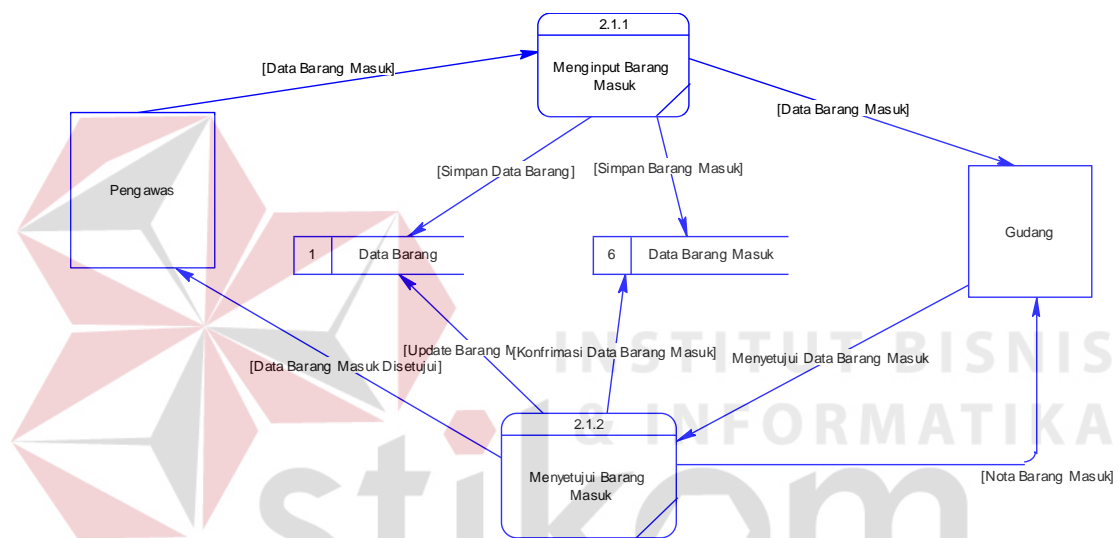 2.1.1
Menginput Barang
Masuk
[Data Barang Masuk]
[Data Barang Masuk]
[Simpan Data Barang]
[Simpan Barang Masuk]
Pengawas
Gudang
1 Data Barang
6 Data Barang Masuk
INSTITUT BISNIS
& INFORMATIKA
stikom
[Update Barang M
[Konfrimasi Data Barang Masuk]
Menyetujui Data Barang Masuk
[Data Barang Masuk Disetujui]
2.1.2
Menyetujui Barang
Masuk
[Nota Barang Masuk]